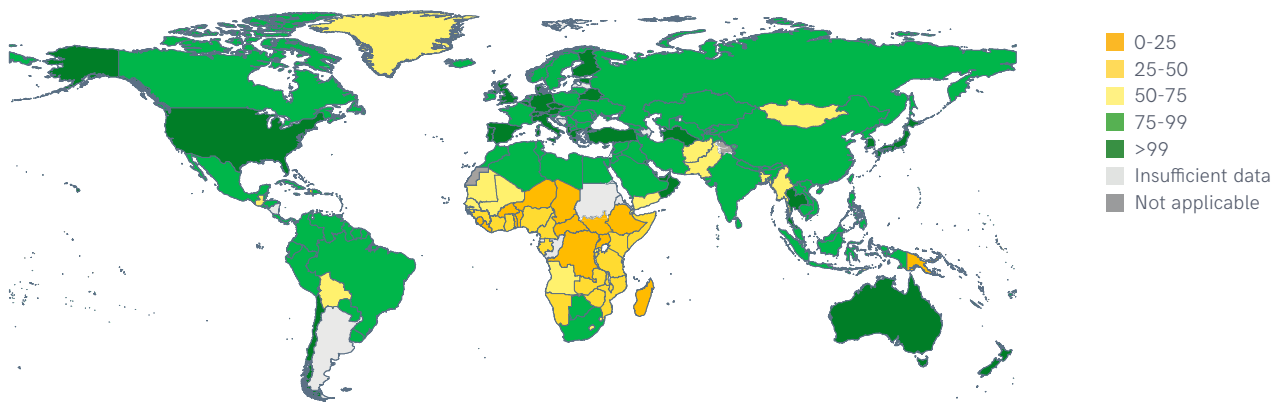 0-25
25-50
50-75
75-99
>99
Insufficient data
Not applicable